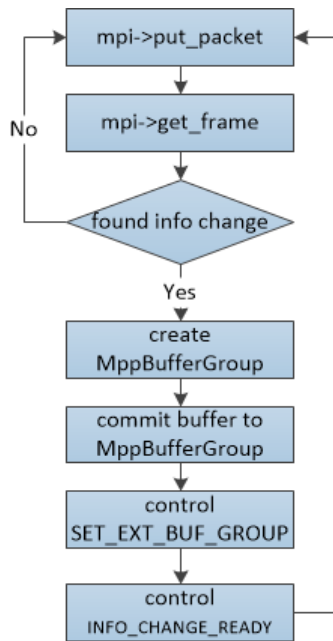 mpi->put_packet
No
mpi->get_frame
found info change
Yes
create
MppBufferGroup
commit buffer to
MppBufferGroup
control
SET_EXT_BUF_GROUP
control
INFO_CHANGE_READY